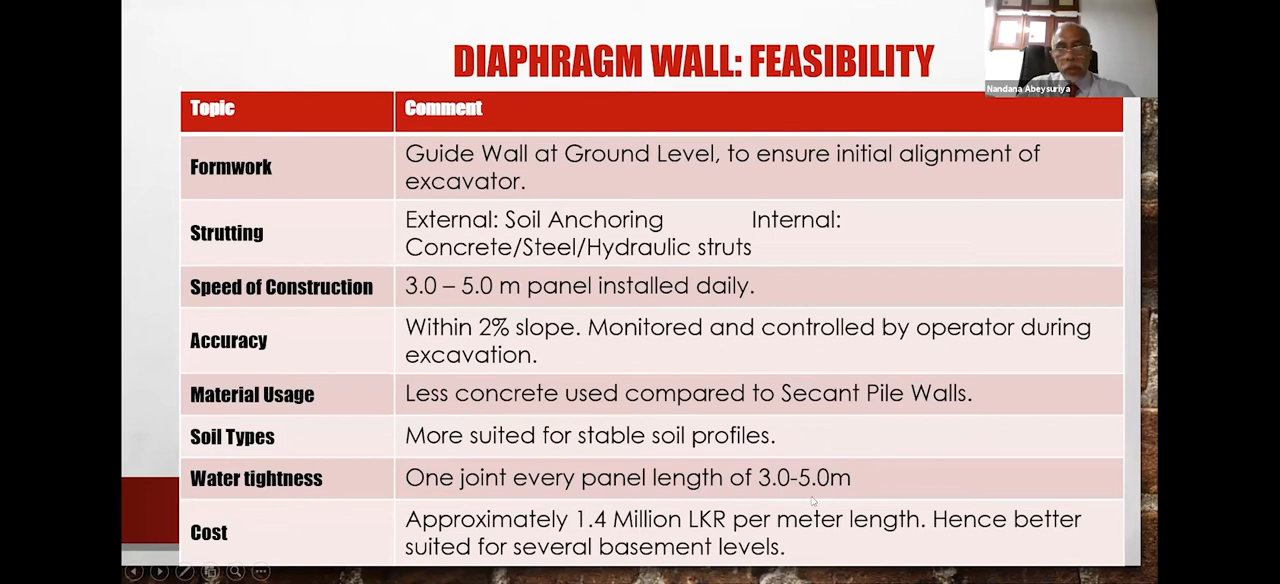 DIAPHRAGM WALL: FEASIBILITY
Nandana Abeysuriya
Topic
Comment
Formwork
Guide Wall at Ground Level, to ensure initial alignment of
excavator.
Strutting
External: Soil Anchoring Internal:
Concrete/Steel/Hydraulic struts
Speed of Construction
3.0 – 5.0 m panel installed daily.
Accuracy
Within 2% slope. Monitored and controlled by operator during
excavation.
Material Usage
Less concrete used compared to Secant Pile Walls.
Soil Types
More suited for stable soil profiles.
Water tightness
One joint every panel length of 3.0-5.0m
Cost
Approximately 1.4 Million LKR per meter length. Hence better
suited for several basement levels.